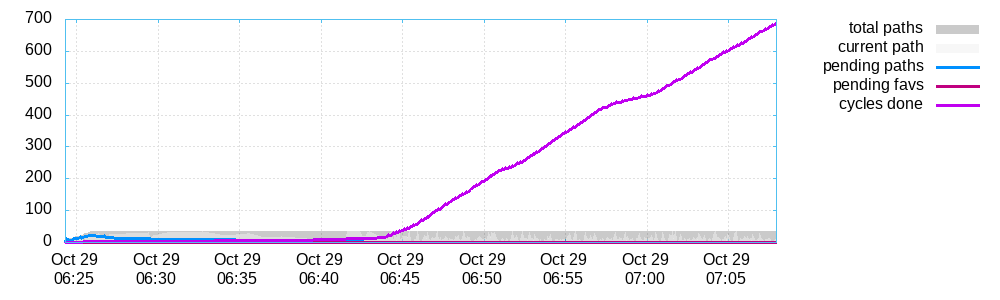 700
600
500
400
300
200
100
0
Oct 29 Oct 29 Oct 29 Oct 29 Oct 29 Oct 29 Oct 29 Oct 29 Oct 29
06:25 06:30 06:35 06:40 06:45 06:50 06:55 07:00 07:05
total paths
current path
pending paths
pending favs
cycles done